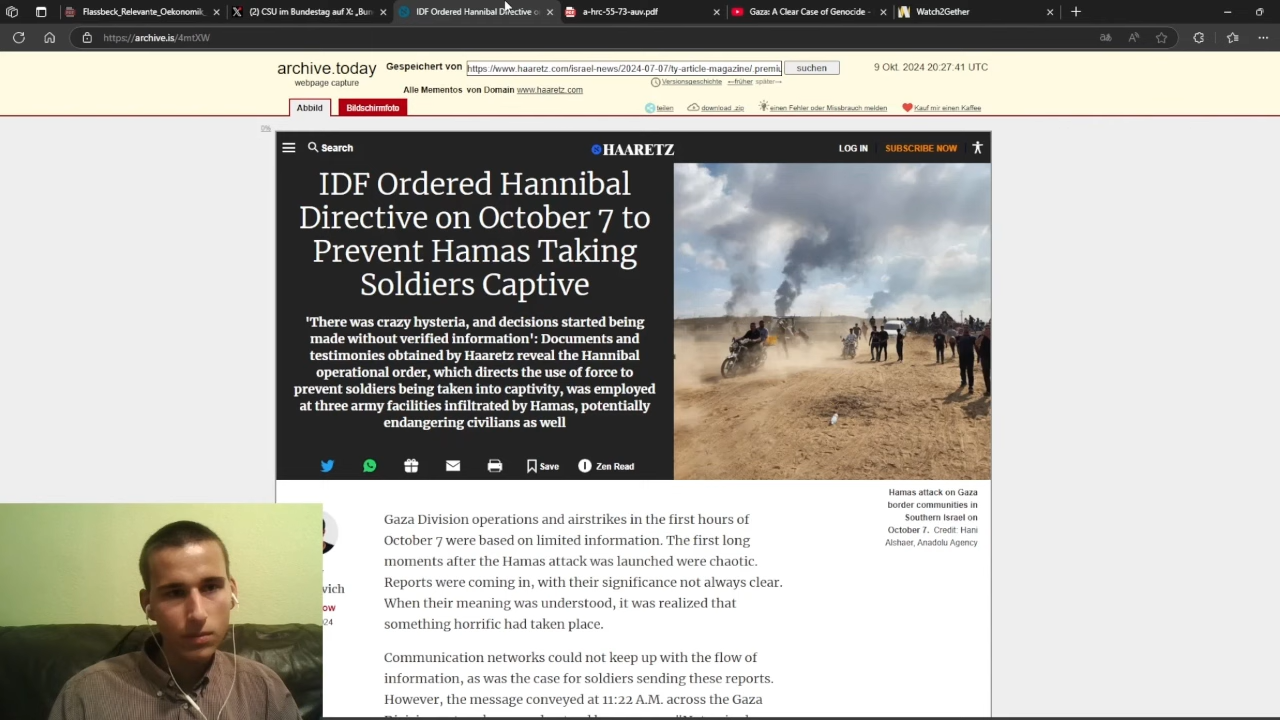 Flassbeck_Relevante_Oekonomik
(2) CSU im Bundestag auf X: „Bun
IDF Ordered Hannibal Directive o
a-hrc-55-73-auv.pdf
Gaza: A Clear Case of Genocide -
Watch2Gether
https://archive.is/4mtXW
archive.today
webpage capture
Gespeichert von
https://www.haaretz.com/israel-news/2024-07-07/ty-article-magazine/.premiu
suchen
9 Okt. 2024 20:27:41 UTC
Versionsgeschichte ←früher später→
Alle Mementos von Domain www.haaretz.com
Abbild
Bildschirmfoto
teilen
download .zip
einen Fehler oder Missbrauch melden
Kauf mir einen Kaffee
0%
Search
HAARETZ
LOG IN
SUBSCRIBE NOW
IDF Ordered Hannibal
Directive on October 7 to
Prevent Hamas Taking
Soldiers Captive
'There was crazy hysteria, and decisions started being
made without verified information': Documents and
testimonies obtained by Haaretz reveal the Hannibal
operational order, which directs the use of force to
prevent soldiers being taken into captivity, was employed
at three army facilities infiltrated by Hamas, potentially
endangering civilians as well
Save
Zen Read
Hamas attack on Gaza
border communities in
Southern Israel on
October 7. Credit: Hani
Alshaer, Anadolu Agency
vich
ow
24
Gaza Division operations and airstrikes in the first hours of
October 7 were based on limited information. The first long
moments after the Hamas attack was launched were chaotic.
Reports were coming in, with their significance not always clear.
When their meaning was understood, it was realized that
something horrific had taken place.
Communication networks could not keep up with the flow of
information, as was the case for soldiers sending these reports.
However, the message conveyed at 11:22 A.M. across the Gaza